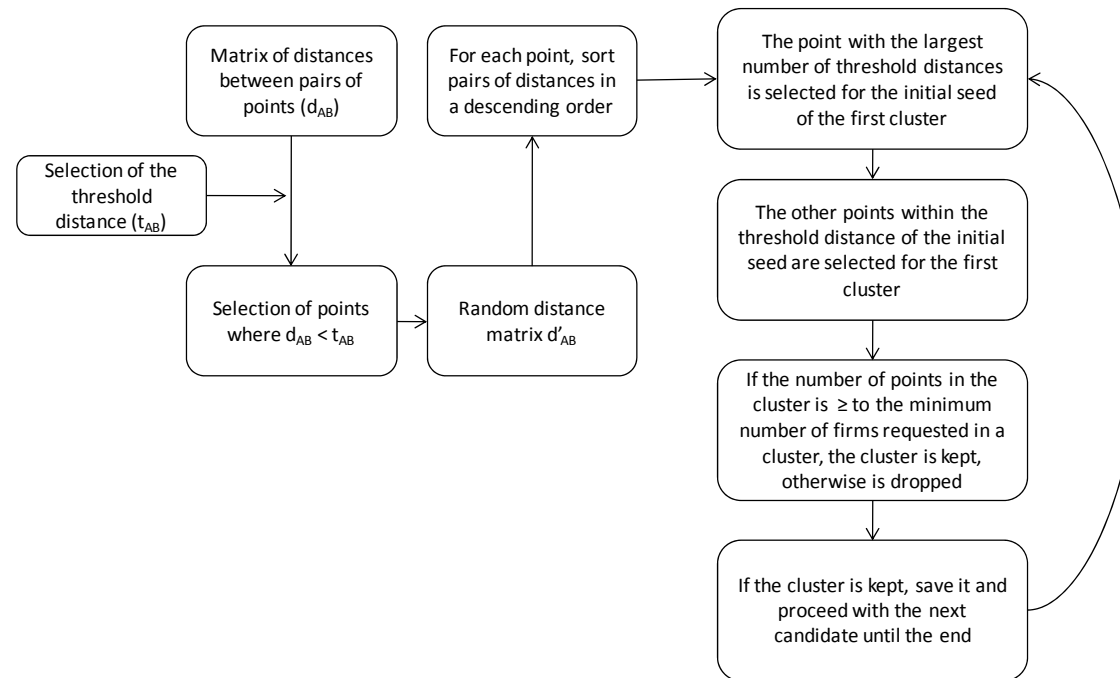 Matrix of distances
between pairs of
points (dAB)
Selection of the
threshold
distance (tAB)
Selection of points
where dAB < tAB
Random distance
matrix d’AB
For each point, sort
pairs of distances in
a descending order
The point with the largest
number of threshold distances
is selected for the initial seed
of the first cluster
The other points within the
threshold distance of the initial
seed are selected for the first
cluster
If the number of points in the
cluster is ≥ to the minimum
number of firms requested in a
cluster, the cluster is kept,
otherwise is dropped
If the cluster is kept, save it and
proceed with the next
candidate until the end